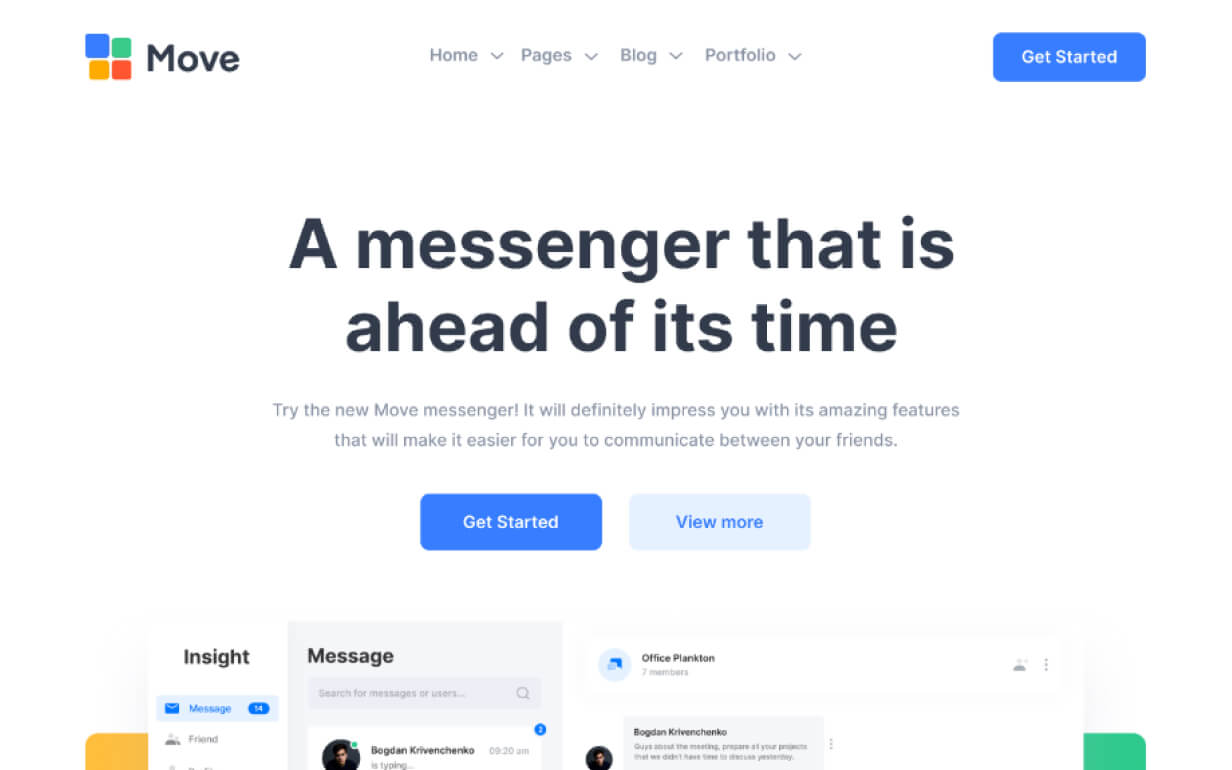 Move
Home
Pages
Blog
Portfolio
Get Started
A messenger that is
ahead of its time
Try the new Move messenger! It will definitely impress you with its amazing features
that will make it easier for you to communicate between your friends.
Get Started
View more
Insight
Message 14
Friend
Message
Search for messages or users...
2
Bogdan Krivenchenko 09:20 am
is typing...
Office Plankton
7 members
Bogdan Krivenchenko
Guys about the meeting, prepare all your projects
that we didn't have time to discuss yesterday.